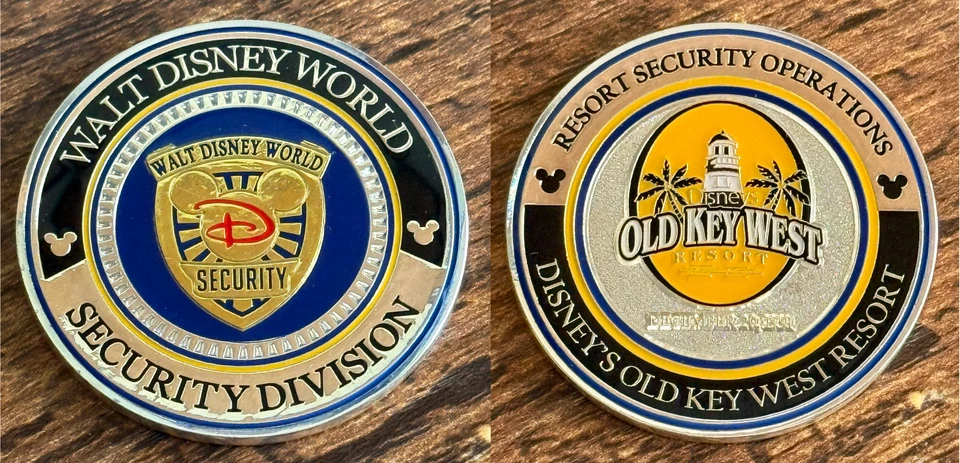 WALT DISNEY WORLD
WALT DISNEY WORLD
D
SECURITY
SECURITY DIVISION
RESORT SECURITY OPERATIONS
Disney's
OLD KEY WEST
RESORT
DISNEY'S OLD KEY WEST RESORT